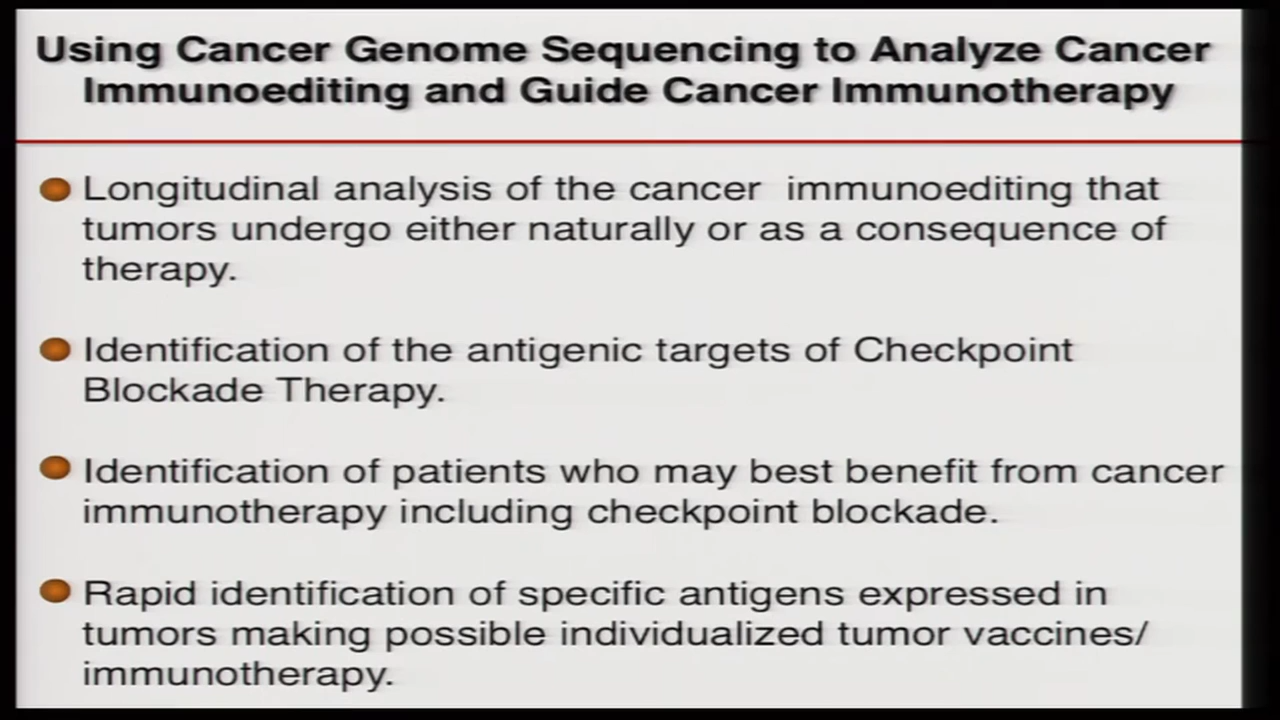 Using Cancer Genome Sequencing to Analyze Cancer
Immunoediting and Guide Cancer Immunotherapy
Longitudinal analysis of the cancer immunoediting that
tumors undergo either naturally or as a consequence of
therapy.
Identification of the antigenic targets of Checkpoint
Blockade Therapy.
Identification of patients who may best benefit from cancer
immunotherapy including checkpoint blockade.
Rapid identification of specific antigens expressed in
tumors making possible individualized tumor vaccines/
immunotherapy.